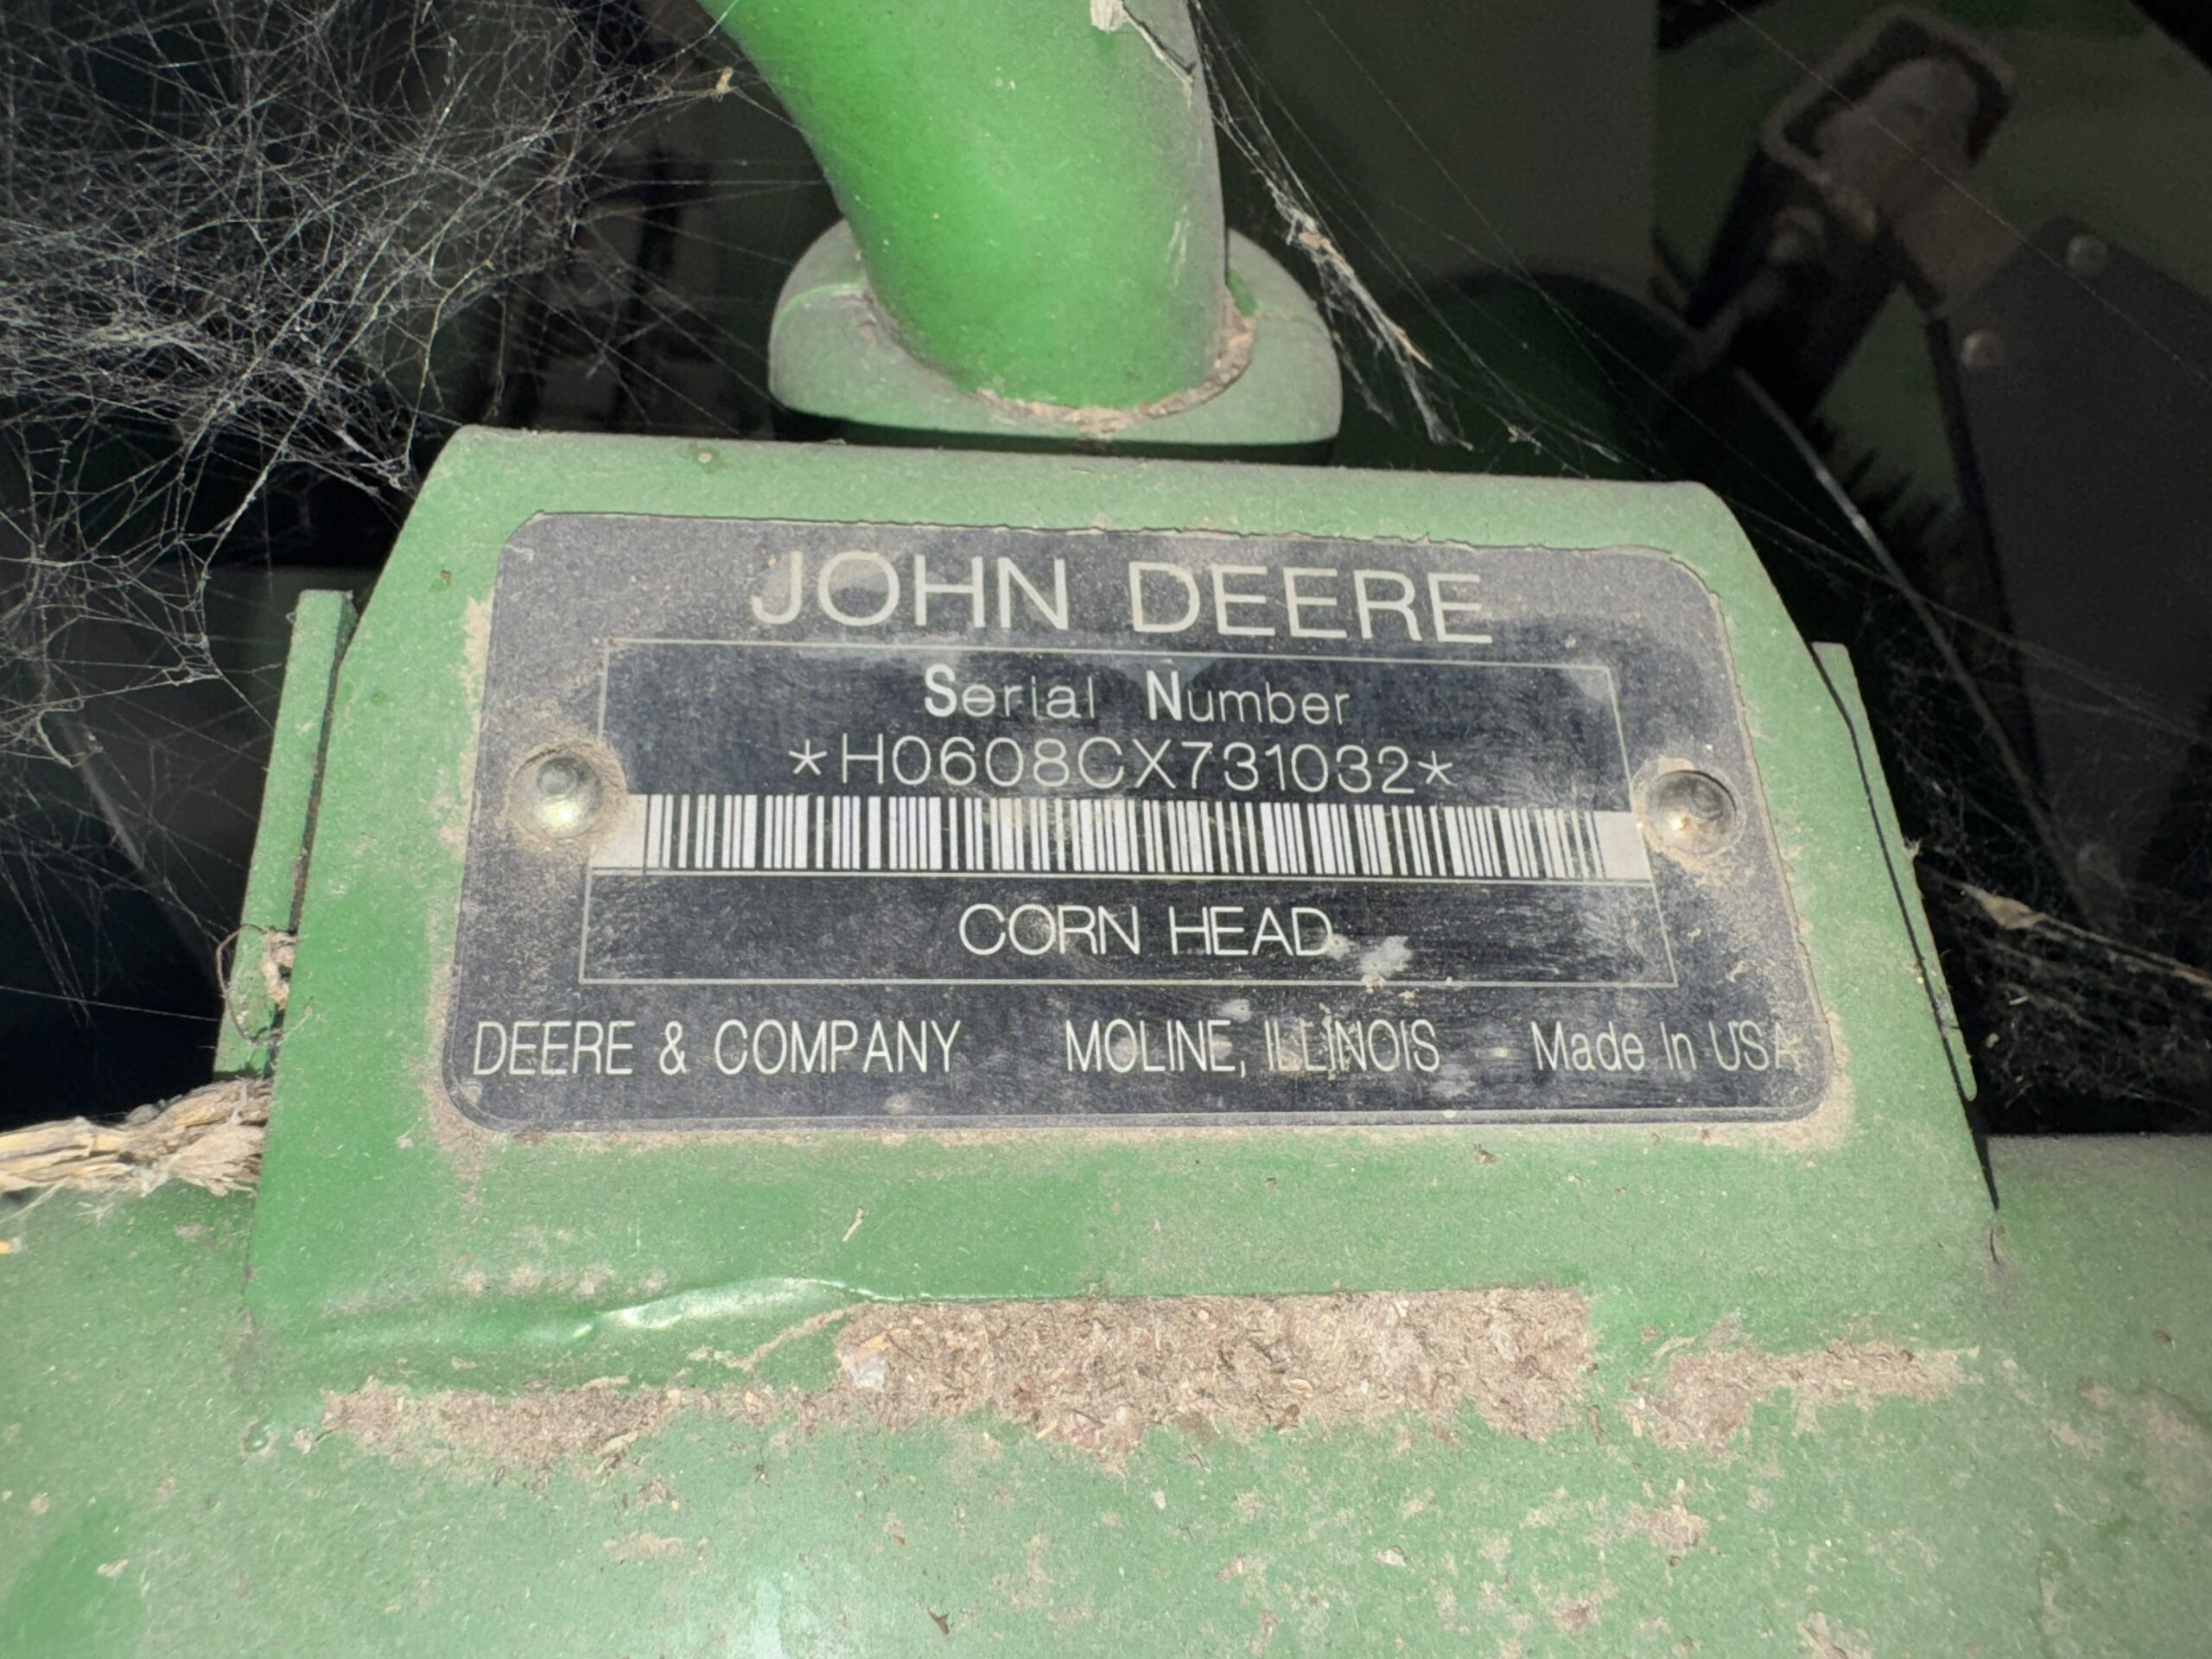 JOHN DEERE
Serial Number
*H0608CX731032*
CORN HEAD
DEERE & COMPANY MOLINE, ILLINOIS Made In USA